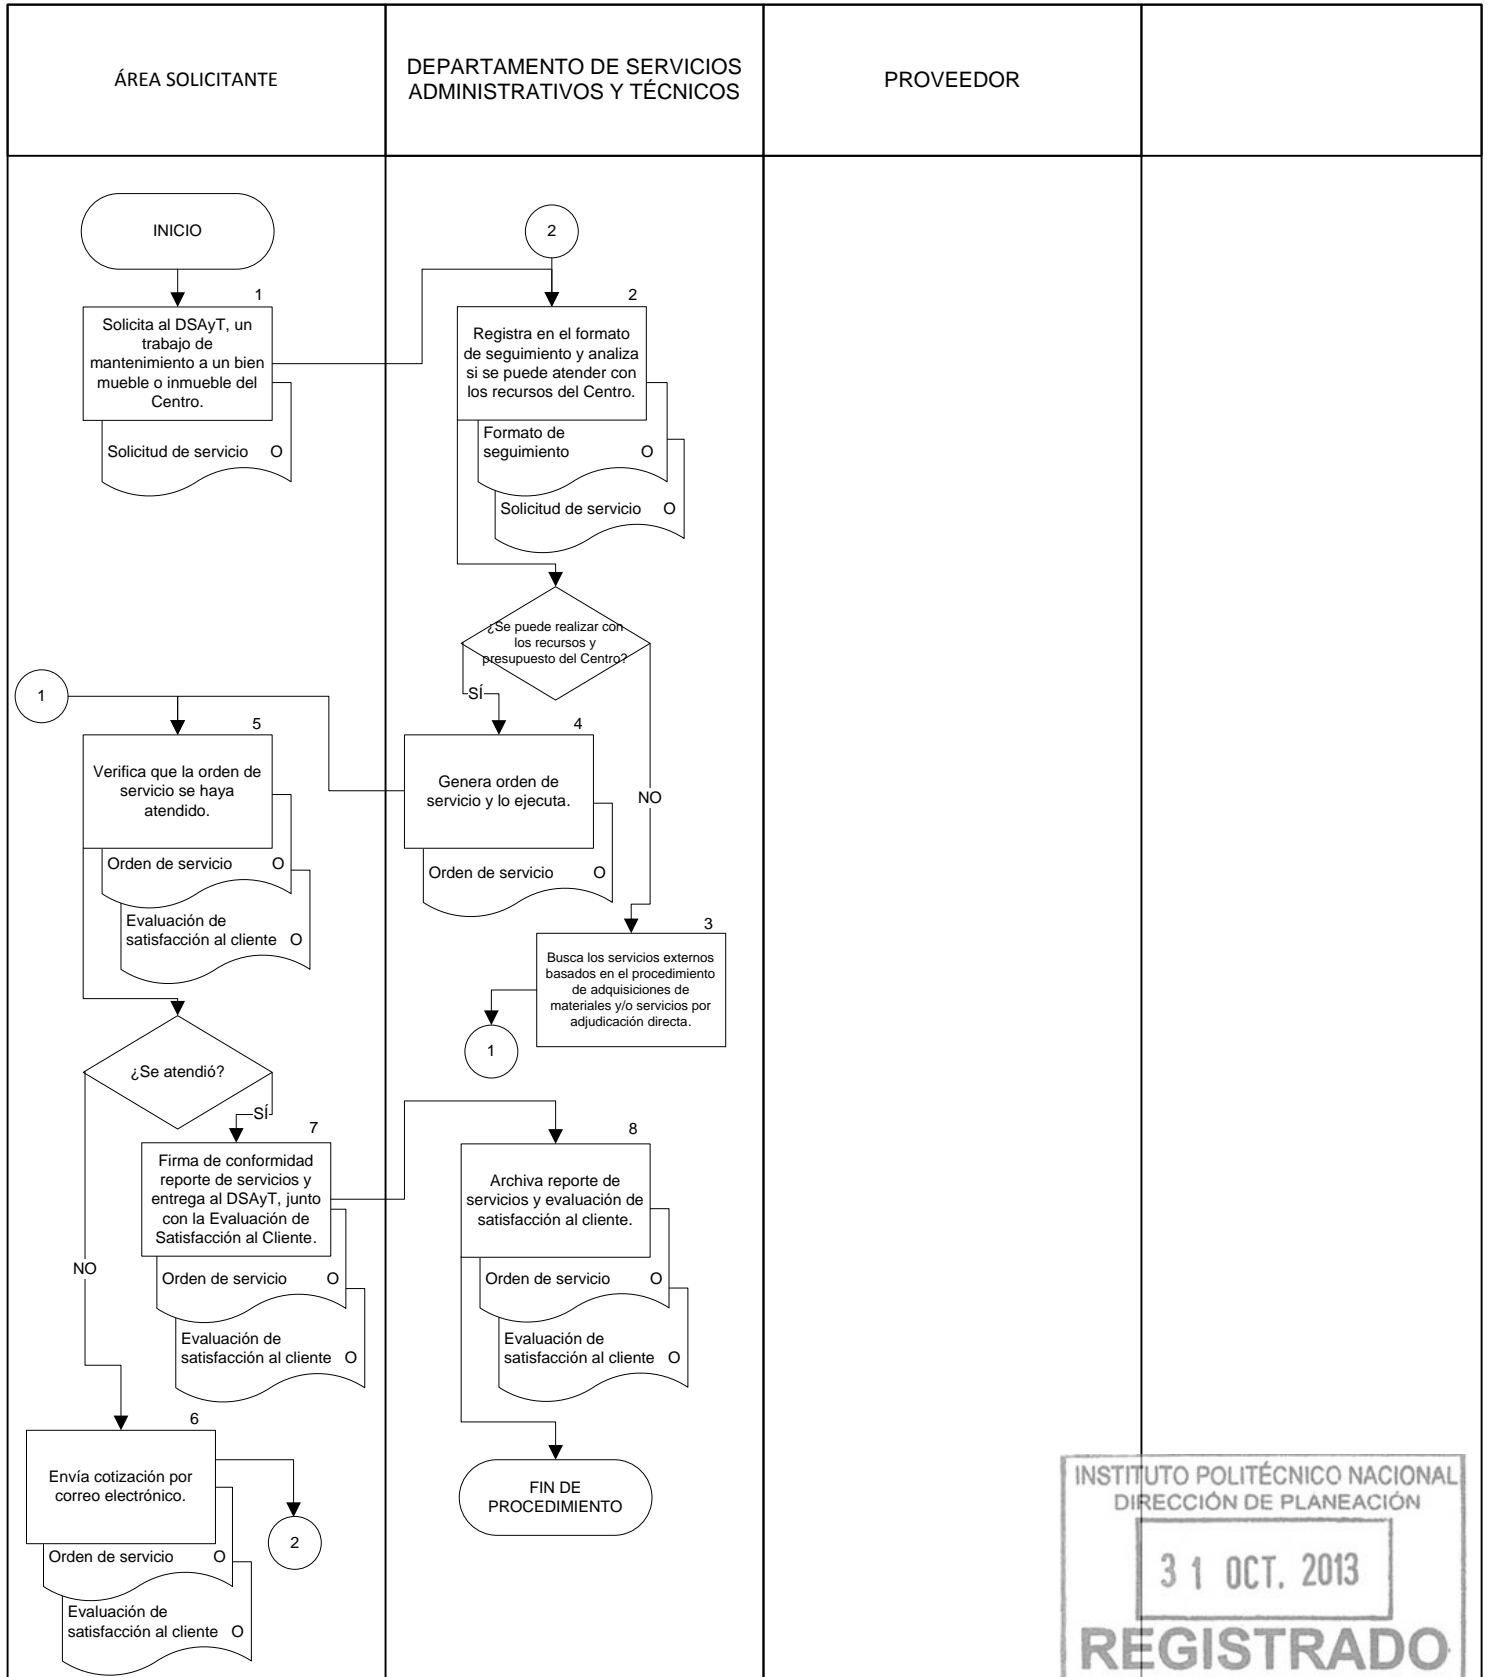 ÁREA SOLICITANTE
DEPARTAMENTO DE SERVICIOS
ADMINISTRATIVOS Y TÉCNICOS
PROVEEDOR
INICIO
1
Solicita al DSAyT, un
trabajo de
mantenimiento a un bien
mueble o inmueble del
Centro.
Solicitud de servicio O
2
2
Registra en el formato
de seguimiento y analiza
si se puede atender con
los recursos del Centro.
Formato de
seguimiento O
Solicitud de servicio O
¿Se puede realizar con
los recursos y
presupuesto del Centro?
SÍ
NO
4
Genera orden de
servicio y lo ejecuta.
Orden de servicio O
3
Busca los servicios externos
basados en el procedimiento
de adquisiciones de
materiales y/o servicios por
adjudicación directa.
1
1
5
Verifica que la orden de
servicio se haya
atendido.
Orden de servicio O
Evaluación de
satisfacción al cliente O
¿Se atendió?
SÍ
NO
7
Firma de conformidad
reporte de servicios y
entrega al DSAyT, junto
con la Evaluación de
Satisfacción al Cliente.
Orden de servicio O
Evaluación de
satisfacción al cliente O
8
Archiva reporte de
servicios y evaluación de
satisfacción al cliente.
Orden de servicio O
Evaluación de
satisfacción al cliente O
6
Envía cotización por
correo electrónico.
Orden de servicio O
Evaluación de
satisfacción al cliente O
2
FIN DE
PROCEDIMIENTO
INSTITUTO POLITÉCNICO NACIONAL
DIRECCIÓN DE PLANEACIÓN
31 OCT. 2013
REGISTRADO